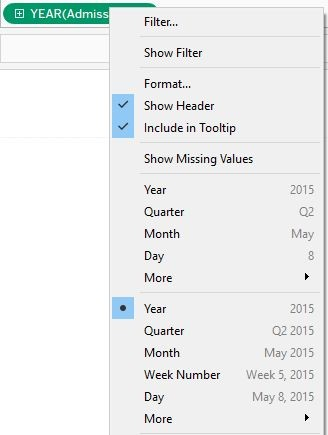 YEAR(Admiss
Filter...
Show Filter
Format...
Show Header
Include in Tooltip
Show Missing Values
Year 2015
Quarter Q2
Month May
Day 8
More
Year 2015
Quarter Q2 2015
Month May 2015
Week Number Week 5, 2015
Day May 8, 2015
More